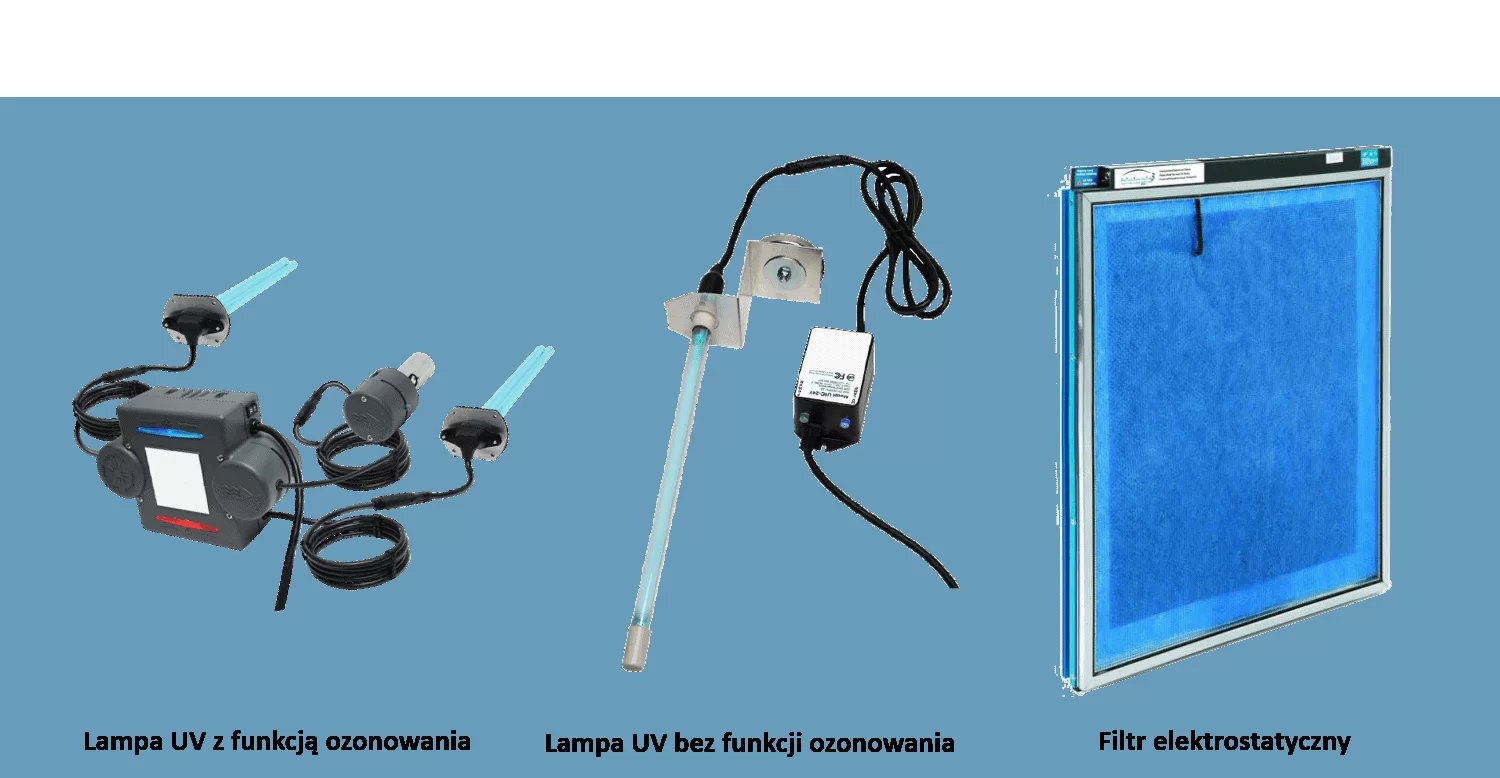 Lampa UV z funkcją ozonowania
Lampa UV bez funkcji ozonowania
Filtr elektrostatyczny